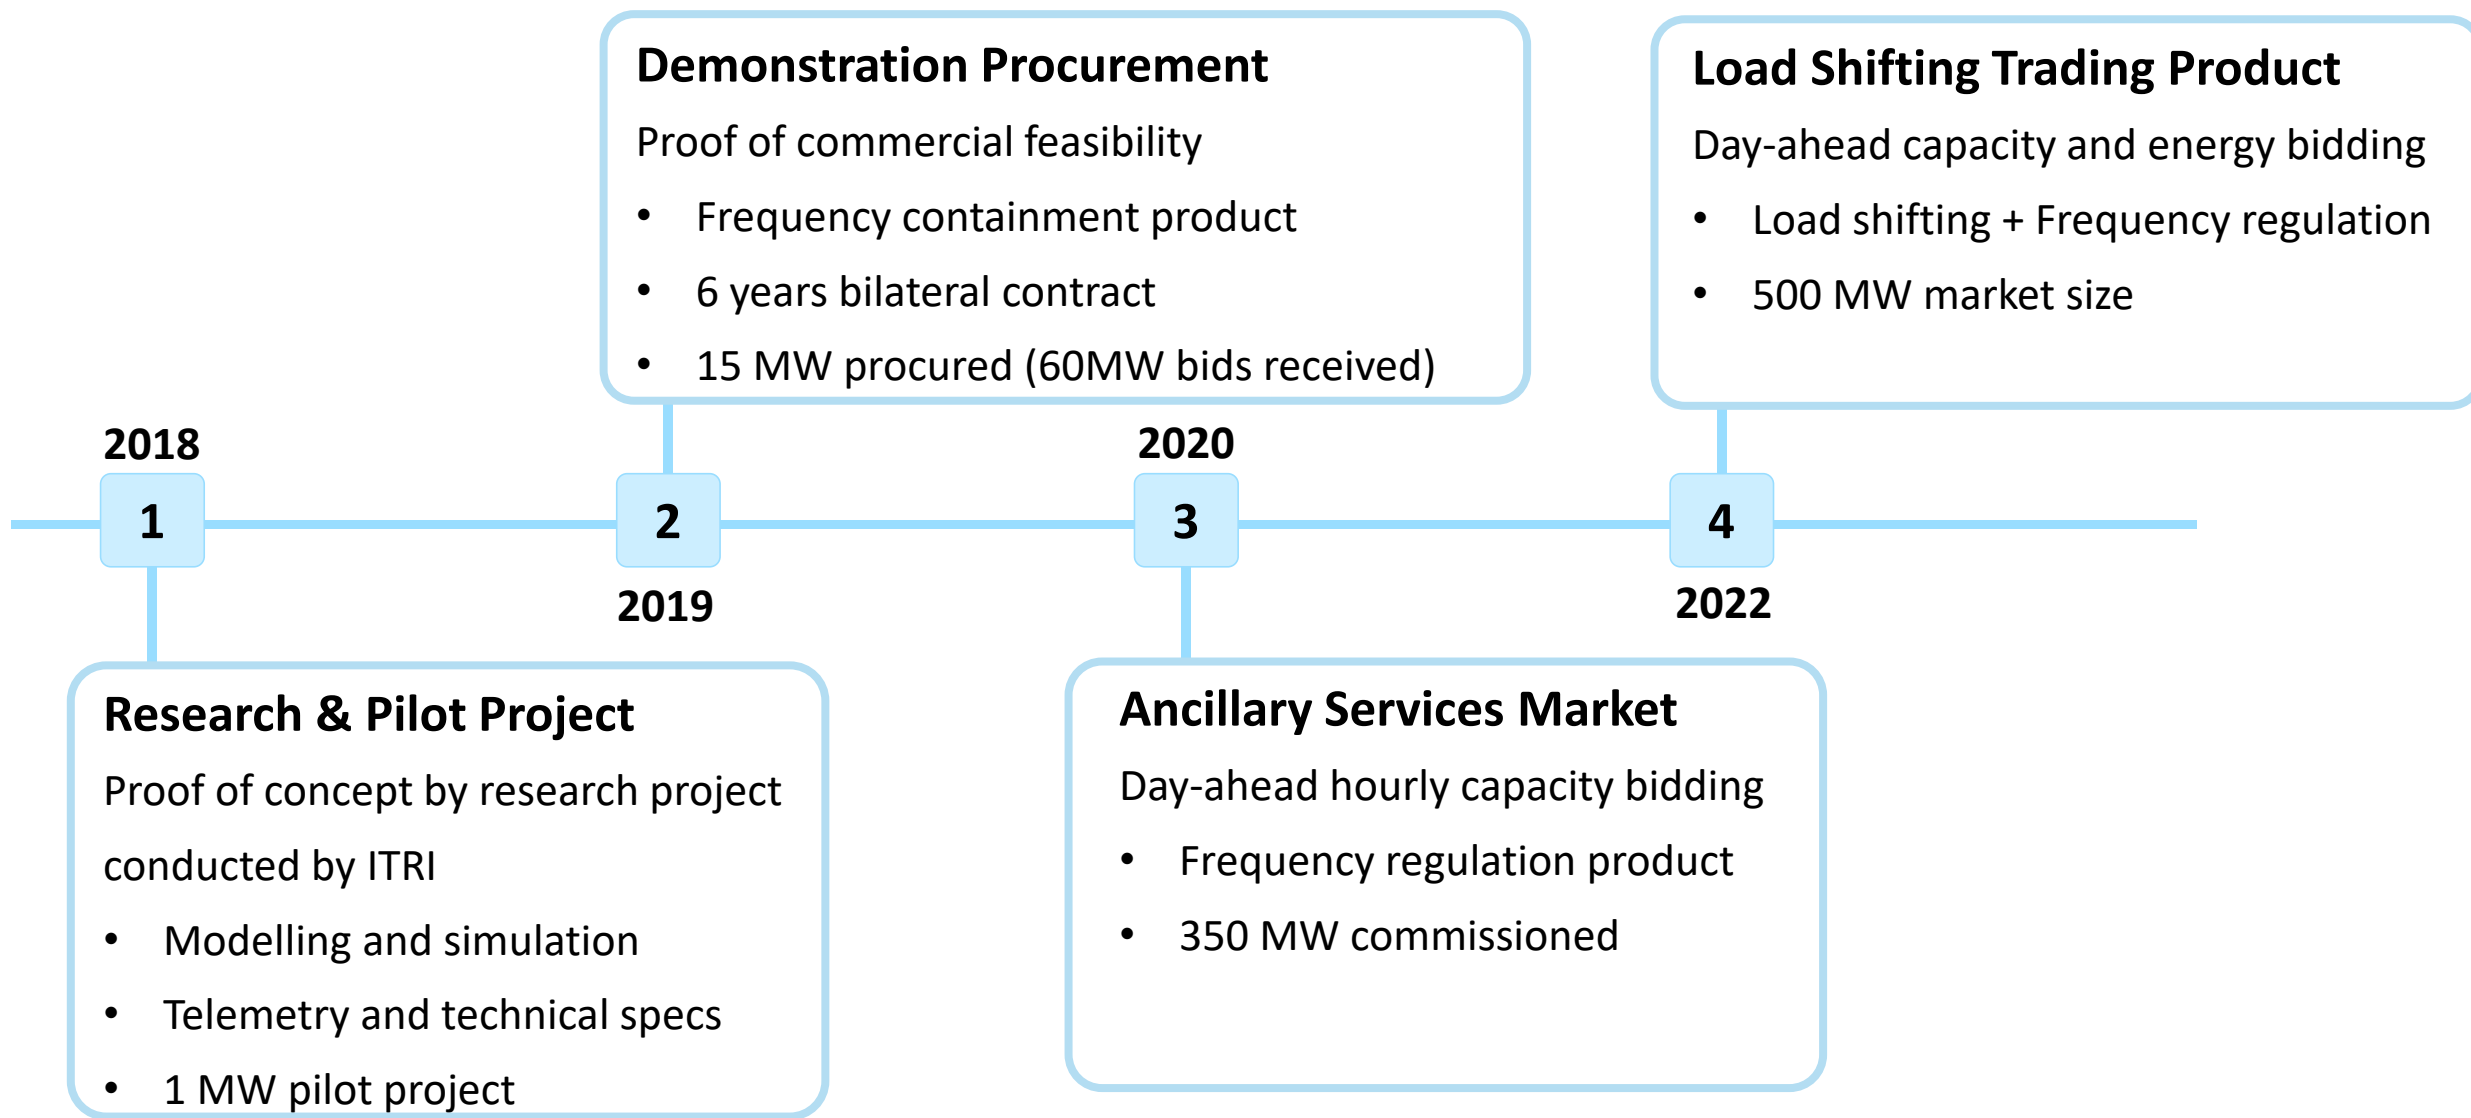 Demonstration Procurement
Proof of commercial feasibility
• Frequency containment product
• 6 years bilateral contract
• 15 MW procured (60MW bids received)
Load Shifting Trading Product
Day-ahead capacity and energy bidding
• Load shifting + Frequency regulation
• 500 MW market size
2018
2020
1
2
3
4
2019
2022
Research & Pilot Project
Proof of concept by research project
conducted by ITRI
• Modelling and simulation
• Telemetry and technical specs
• 1 MW pilot project
Ancillary Services Market
Day-ahead hourly capacity bidding
• Frequency regulation product
• 350 MW commissioned